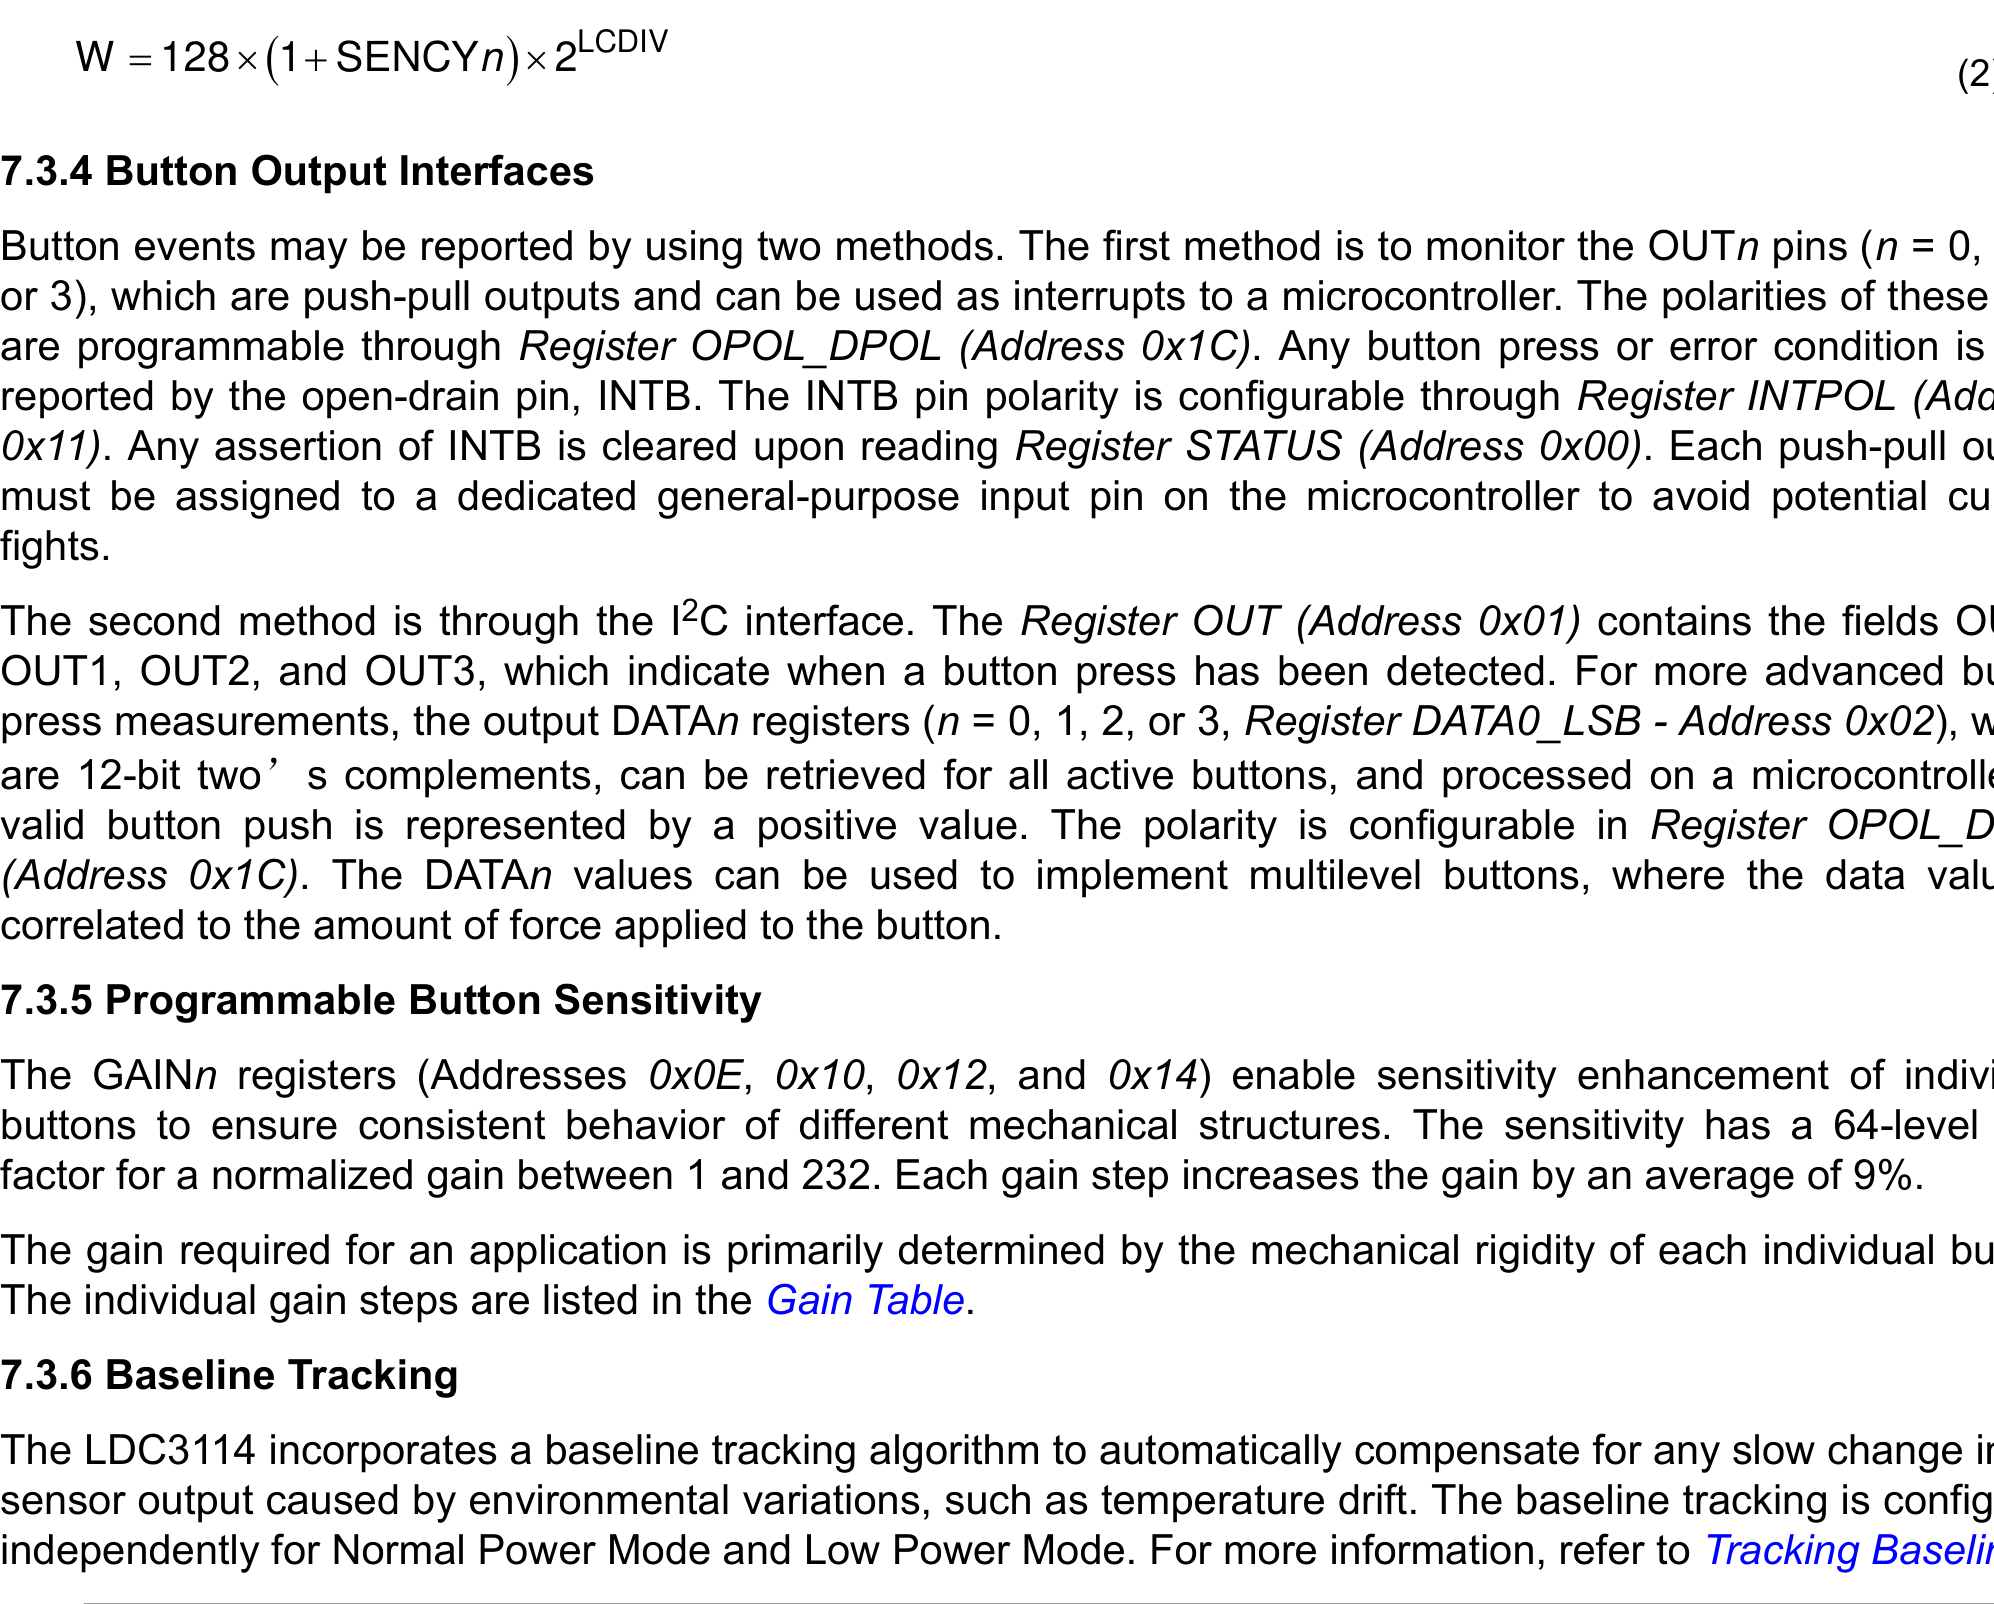 W = 128 × (1 + SENCYn) × 2^LCDIV
(2)
7.3.4 Button Output Interfaces
Button events may be reported by using two methods. The first method is to monitor the OUTn pins (n = 0,
or 3), which are push-pull outputs and can be used as interrupts to a microcontroller. The polarities of these
are programmable through Register OPOL_DPOL (Address 0x1C). Any button press or error condition is
reported by the open-drain pin, INTB. The INTB pin polarity is configurable through Register INTPOL (Add
0x11). Any assertion of INTB is cleared upon reading Register STATUS (Address 0x00). Each push-pull ou
must be assigned to a dedicated general-purpose input pin on the microcontroller to avoid potential cu
fights.
The second method is through the I²C interface. The Register OUT (Address 0x01) contains the fields OU
OUT1, OUT2, and OUT3, which indicate when a button press has been detected. For more advanced bu
press measurements, the output DATAn registers (n = 0, 1, 2, or 3, Register DATA0_LSB - Address 0x02), w
are 12-bit two’ s complements, can be retrieved for all active buttons, and processed on a microcontrolle
valid button push is represented by a positive value. The polarity is configurable in Register OPOL_D
(Address 0x1C). The DATAn values can be used to implement multilevel buttons, where the data valu
correlated to the amount of force applied to the button.
7.3.5 Programmable Button Sensitivity
The GAINn registers (Addresses 0x0E, 0x10, 0x12, and 0x14) enable sensitivity enhancement of indivi
buttons to ensure consistent behavior of different mechanical structures. The sensitivity has a 64-level
factor for a normalized gain between 1 and 232. Each gain step increases the gain by an average of 9%.
The gain required for an application is primarily determined by the mechanical rigidity of each individual bu
The individual gain steps are listed in the Gain Table.
7.3.6 Baseline Tracking
The LDC3114 incorporates a baseline tracking algorithm to automatically compensate for any slow change in
sensor output caused by environmental variations, such as temperature drift. The baseline tracking is config
independently for Normal Power Mode and Low Power Mode. For more information, refer to Tracking Baselin